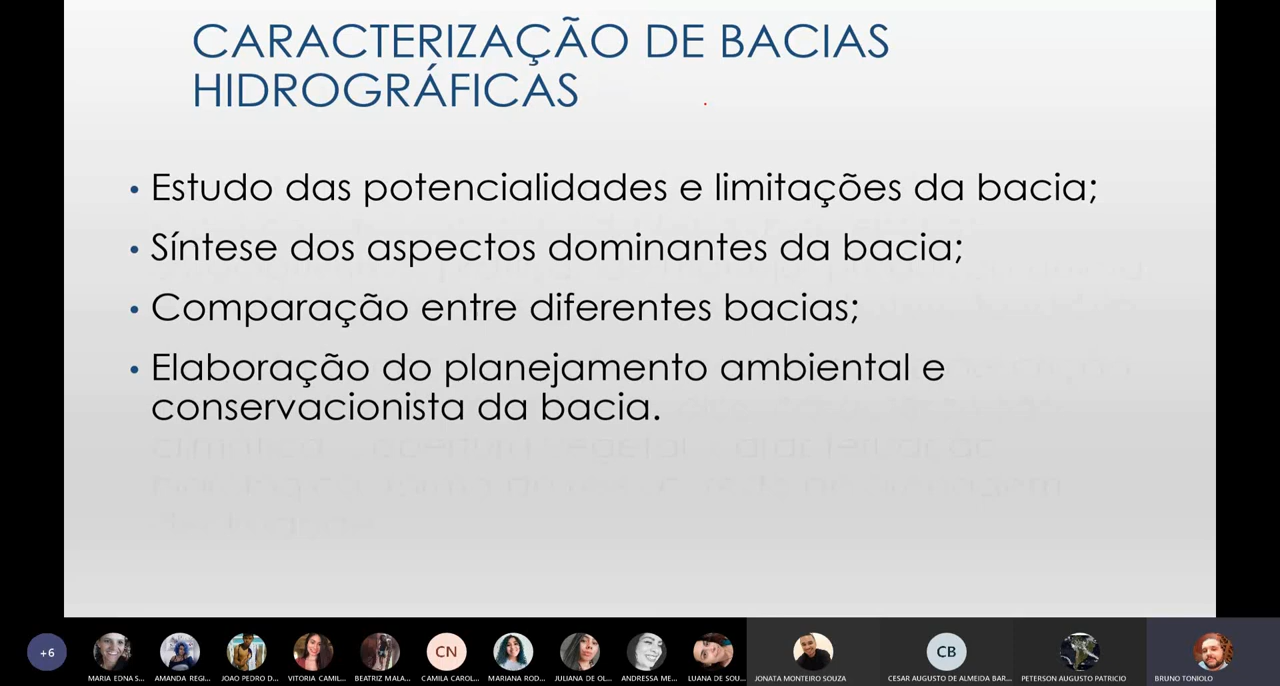 CARACTERIZAÇÃO DE BACIAS
HIDROGRÁFICAS
• Estudo das potencialidades e limitações da bacia;
• Síntese dos aspectos dominantes da bacia;
• Comparação entre diferentes bacias;
• Elaboração do planejamento ambiental e
conservacionista da bacia.
+6
CN
CB
MARIA EDNA S...
AMANDA REGI...
JOAO PEDRO D...
VITORIA CAMIL...
BEATRIZ MALA...
CAMILA CAROL...
MARIANA ROD...
JULIANA DE OL...
ANDRESSA ME...
LUANA DE SOU...
JONATA MONTEIRO SOUZA
CESAR AUGUSTO DE ALMEIDA BAR...
PETERSON AUGUSTO PATRICIO
BRUNO TONIOLO